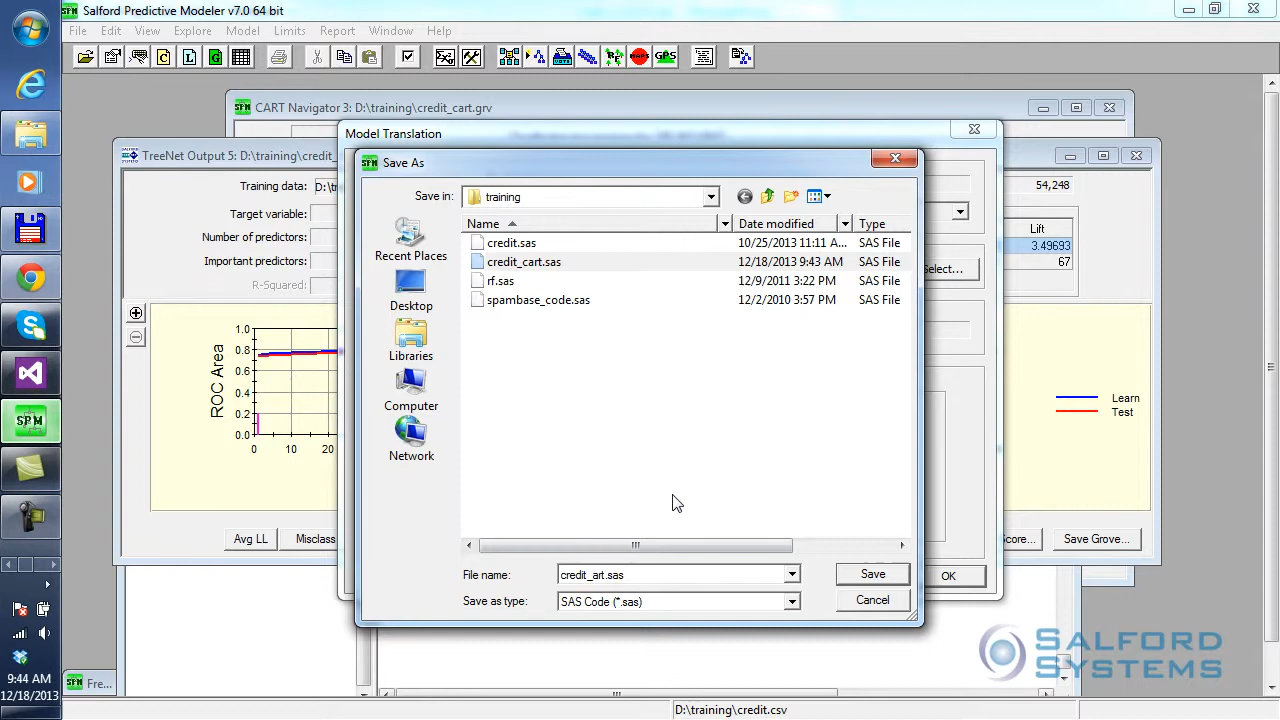 Salford Predictive Modeler v7.0 64 bit
File Edit View Explore Model Limits Report Window Help
CART Navigator 3: D:\training\credit_cart.grv
Model Translation
TreeNet Output 5: D:\training\credit_
Save As
Training data: D:\t
54,248
Save in: training
Target variable:
Name Date modified Type
Lift
Number of predictors:
credit.sas 10/25/2013 11:11 A... SAS File
3.49693
Important predictors:
Recent Places
credit_cart.sas 12/18/2013 9:43 AM SAS File
67
R-Squared:
rf.sas 12/9/2011 3:22 PM SAS File
Select...
spambase_code.sas 12/2/2010 3:57 PM SAS File
Desktop
Libraries
Computer
Network
ROC Area
1.0
0.8
0.6
0.4
0.2
0.0
0 10 20
Learn
Test
Avg LL Misclass
Score... Save Grove...
File name: credit_art.sas Save
OK
Save as type: SAS Code (*.sas) Cancel
SALFORD
SYSTEMS
SPM
9:44 AM
12/18/2013
Fre...
D:\training\credit.csv